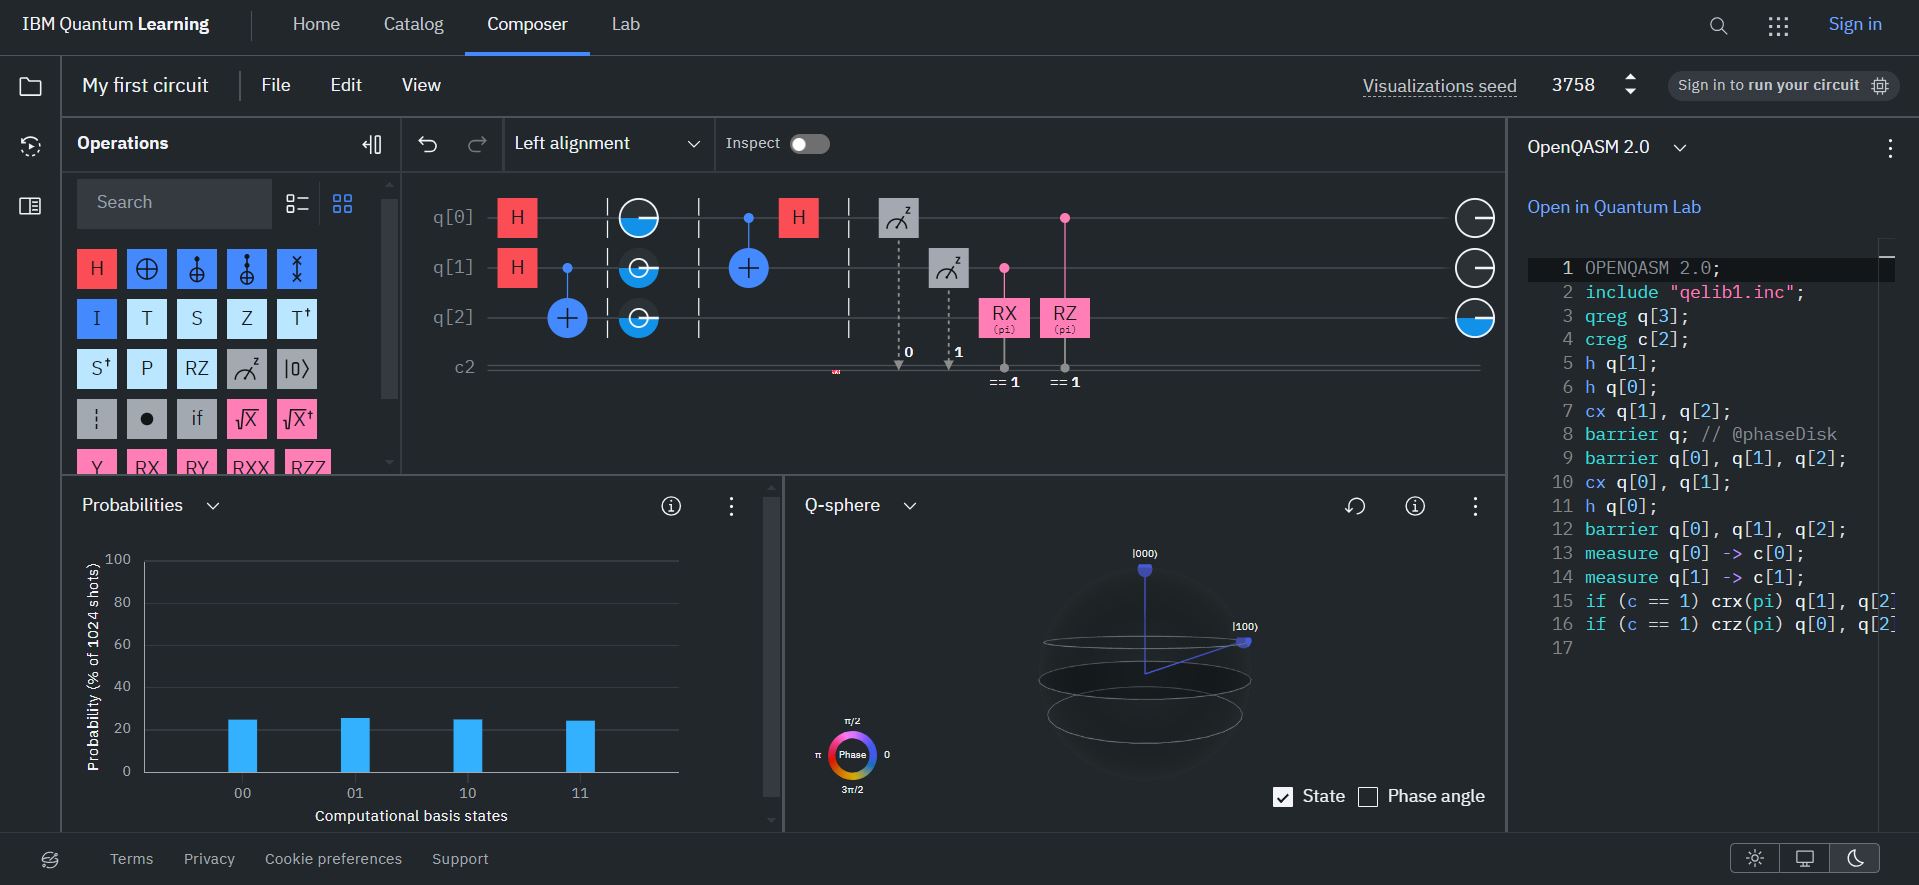 IBM Quantum Learning
Home Catalog Composer Lab
Sign in
My first circuit
File Edit View
Visualizations seed 3758
Sign in to run your circuit
Operations
Left alignment
Inspect
Search
H
I T S Z T†
S† P RZ z |0⟩
if √X √X†
Y RX RY RXX RZZ
q[0] H H z
q[1] H z
q[2] RX (pi) RZ (pi)
0 1
c2
== 1 == 1
OpenQASM 2.0
Open in Quantum Lab
1 OPENQASM 2.0;
2 include "qelib1.inc";
3 qreg q[3];
4 creg c[2];
5 h q[1];
6 h q[0];
7 cx q[1], q[2];
8 barrier q; // @phaseDisk
9 barrier q[0], q[1], q[2];
10 cx q[0], q[1];
11 h q[0];
12 barrier q[0], q[1], q[2];
13 measure q[0] -> c[0];
14 measure q[1] -> c[1];
15 if (c == 1) crx(pi) q[1], q[2]
16 if (c == 1) crz(pi) q[0], q[2]
17
Probabilities
Probability (% of 1024 shots)
100
80
60
40
20
0
00 01 10 11
Computational basis states
Q-sphere
|000⟩
|100⟩
π/2
π Phase 0
3π/2
State Phase angle
Terms Privacy Cookie preferences Support